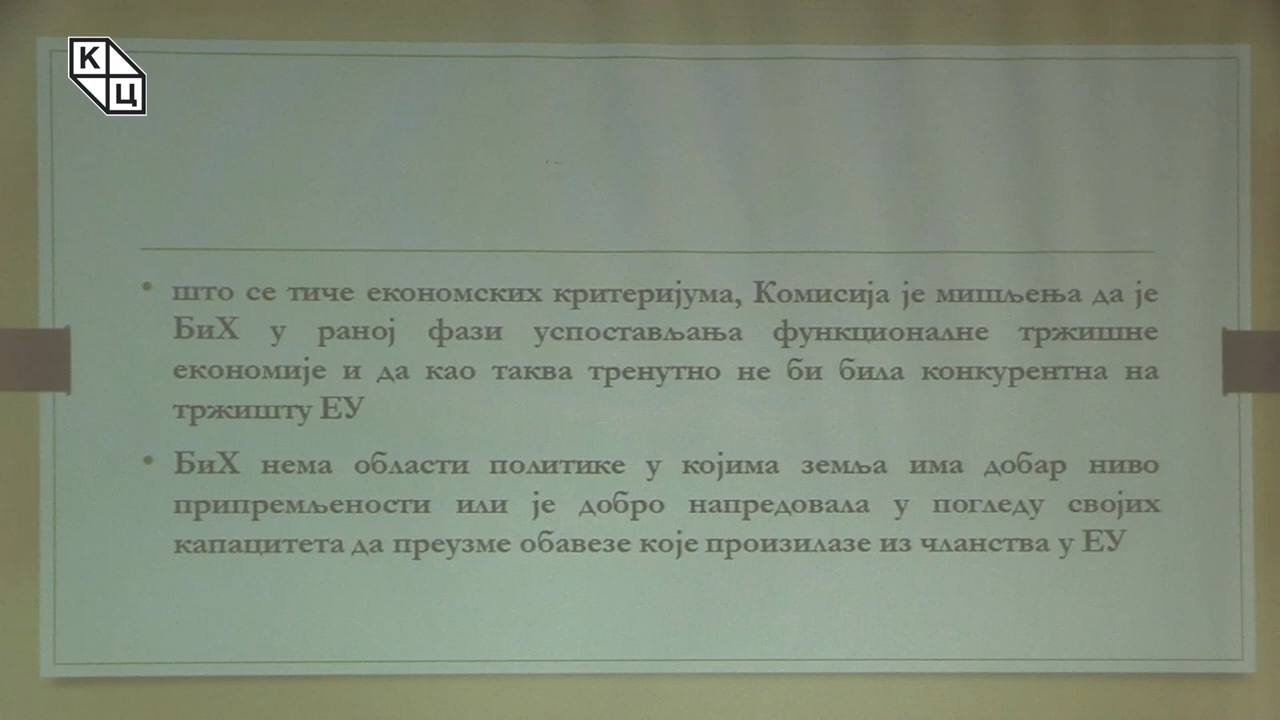 К
Ц
• што се тиче економских критеријума, Комисија је мишљења да је
БиХ у раној фази успостављања функционалне тржишне
економије и да као таква тренутно не би била конкурентна на
тржишту ЕУ
• БиХ нема области политике у којима земља има добар ниво
припремљености или је добро напредовала у погледу својих
капацитета да преузме обавезе које произилазе из чланства у ЕУ